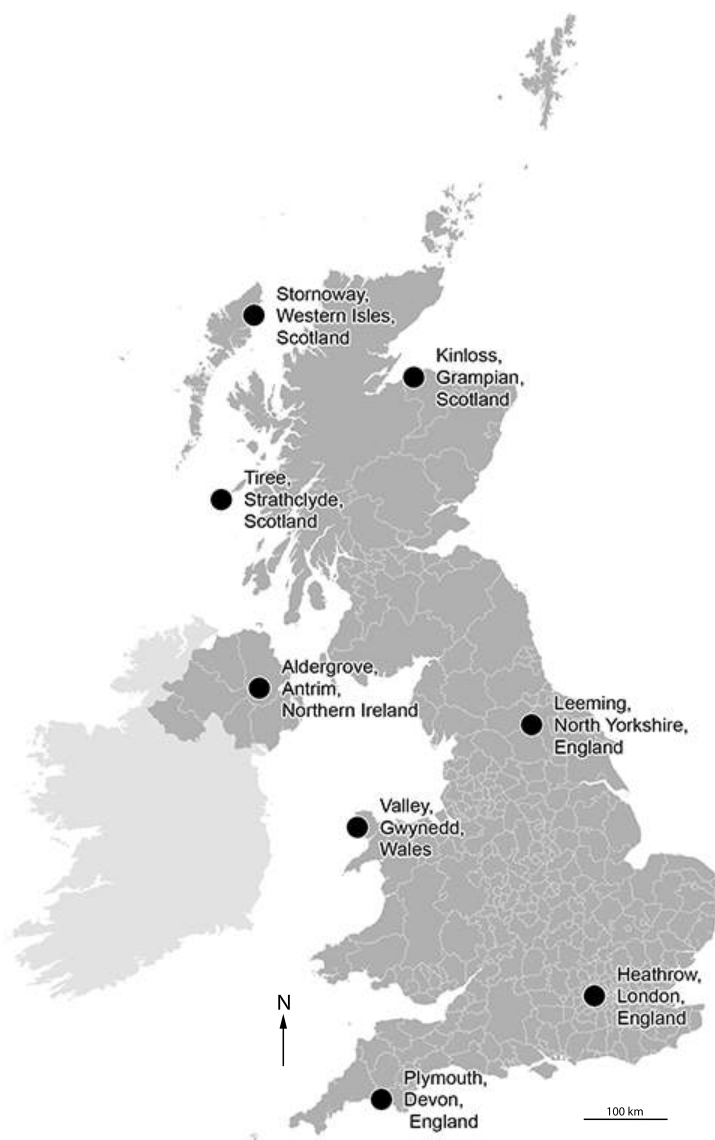 Stornoway,
Western Isles,
Scotland
Kinloss,
Grampian,
Scotland
Tiree,
Strathclyde,
Scotland
Aldergrove,
Antrim,
Northern Ireland
Leeming,
North Yorkshire,
England
Valley,
Gwynedd,
Wales
Heathrow,
London,
England
N
Plymouth,
Devon,
England
100 km